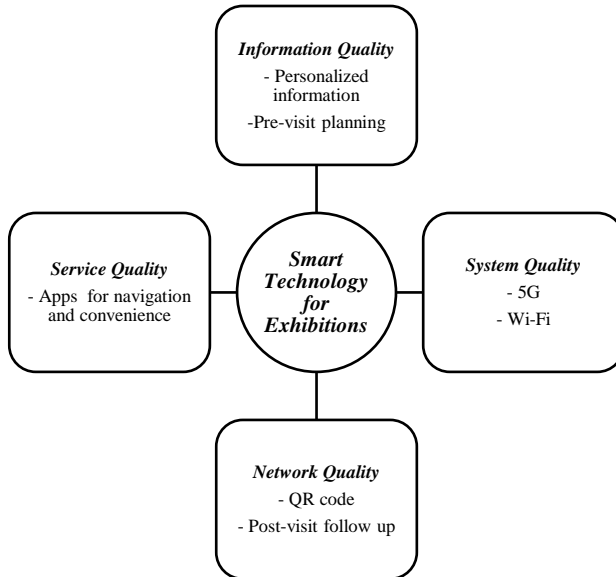 Information Quality
- Personalized
information
-Pre-visit planning
Service Quality
- Apps for navigation
and convenience
Smart
Technology
for
Exhibitions
System Quality
- 5G
- Wi-Fi
Network Quality
- QR code
- Post-visit follow up